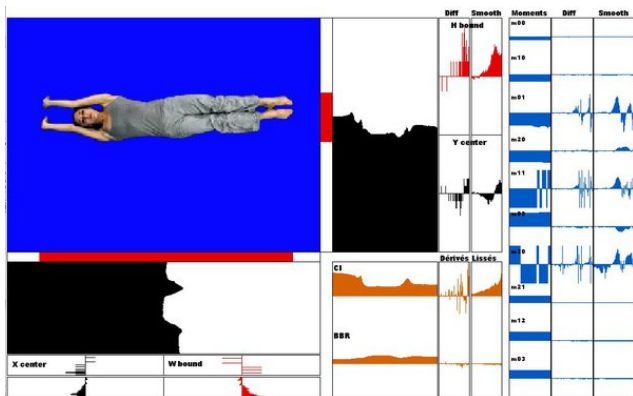 Diff Smooth
H bound
Y center
Dérivés Lissés
CI
BBR
X center
W bound
Moments Diff Smooth
m00
m10
m01
m20
m11
m30
m21
m12
m03